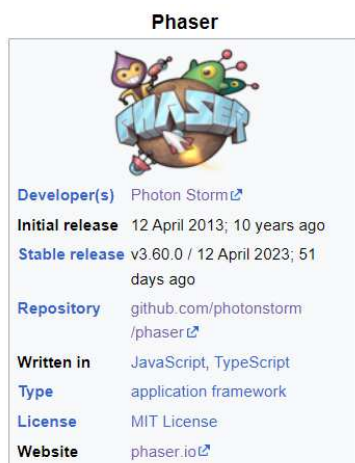 Phaser
PHASER
Developer(s) Photon Storm
Initial release 12 April 2013; 10 years ago
Stable release v3.60.0 / 12 April 2023; 51
days ago
Repository github.com/photonstorm
/phaser
Written in JavaScript, TypeScript
Type application framework
License MIT License
Website phaser.io